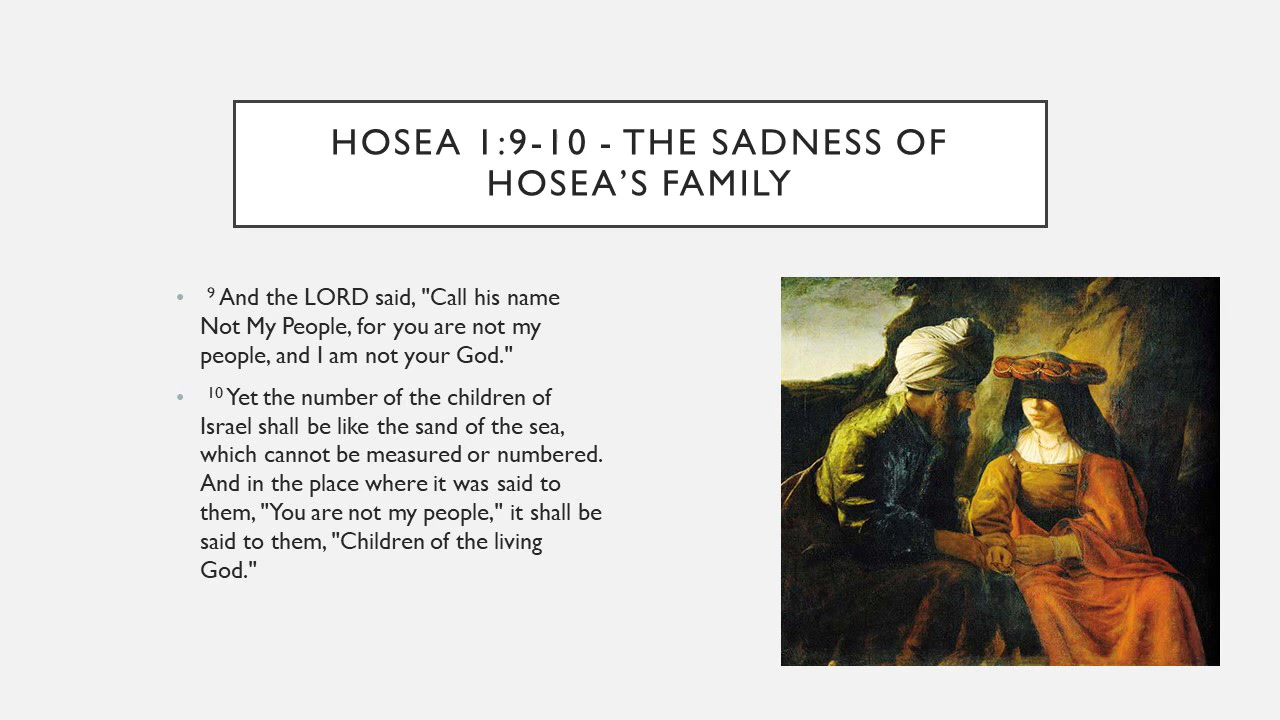 HOSEA 1:9-10 - THE SADNESS OF
HOSEA’S FAMILY
• ⁹ And the LORD said, "Call his name
Not My People, for you are not my
people, and I am not your God."
• ¹⁰ Yet the number of the children of
Israel shall be like the sand of the sea,
which cannot be measured or numbered.
And in the place where it was said to
them, "You are not my people," it shall be
said to them, "Children of the living
God."